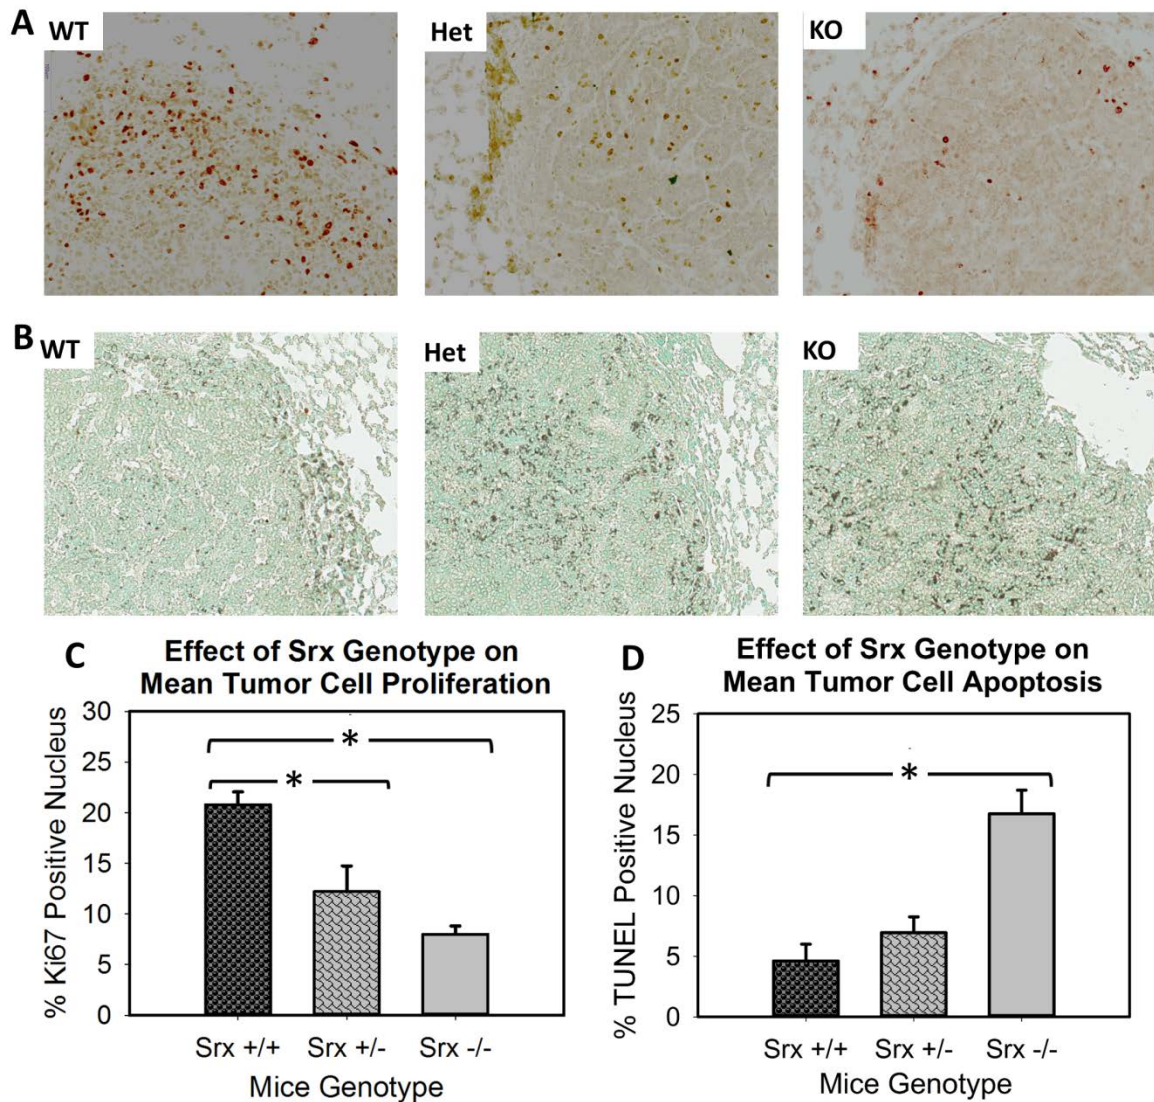 A
WT
Het
KO
B
WT
Het
KO
C
Effect of Srx Genotype on
Mean Tumor Cell Proliferation
% Ki67 Positive Nucleus
30
25
20
15
10
5
0
*
*
Srx +/+
Srx +/-
Srx -/-
Mice Genotype
D
Effect of Srx Genotype on
Mean Tumor Cell Apoptosis
% TUNEL Positive Nucleus
25
20
15
10
5
0
*
Srx +/+
Srx +/-
Srx -/-
Mice Genotype